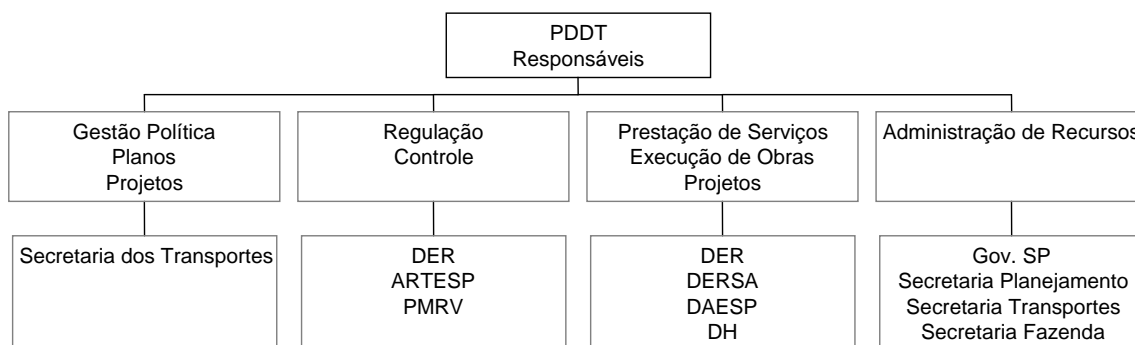 PDDT
Responsáveis
Gestão Política
Planos
Projetos
Regulação
Controle
Prestação de Serviços
Execução de Obras
Projetos
Administração de Recursos
Secretaria dos Transportes
DER
ARTESP
PMRV
DER
DERSA
DAESP
DH
Gov. SP
Secretaria Planejamento
Secretaria Transportes
Secretaria Fazenda